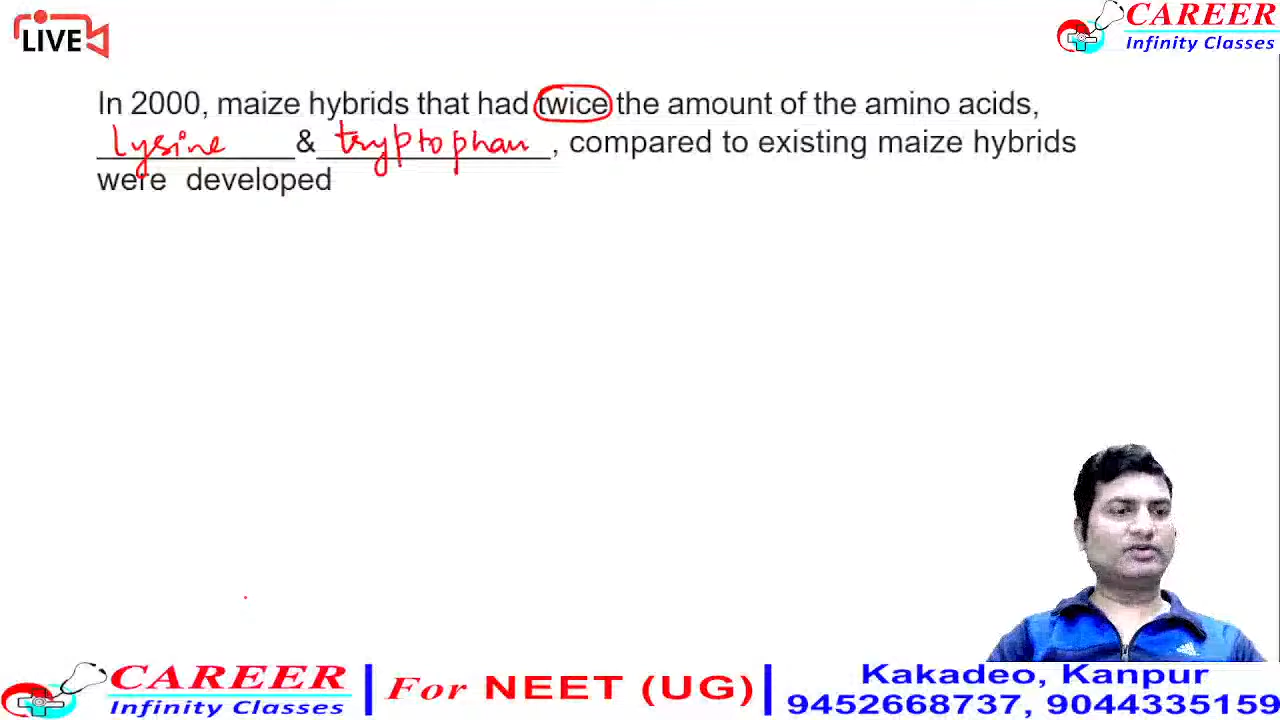 LIVE
CAREER
Infinity Classes
In 2000, maize hybrids that had twice the amount of the amino acids,
lysine & tryptophan, compared to existing maize hybrids
were developed
CAREER
Infinity Classes
For NEET (UG)
Kakadeo, Kanpur
9452668737, 9044335159